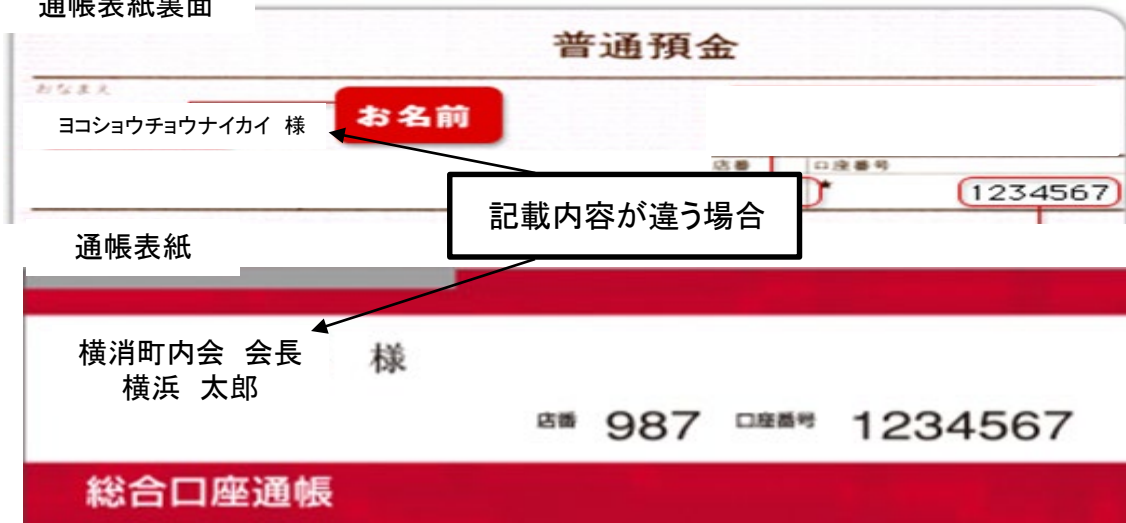 通帳表紙裏面
普通預金
おなまえ
ヨコショウチョウナイカイ 様
お名前
店番 口座番号
* 1234567
記載内容が違う場合
通帳表紙
横消町内会 会長
横浜 太郎
様
店番 987 口座番号 1234567
総合口座通帳